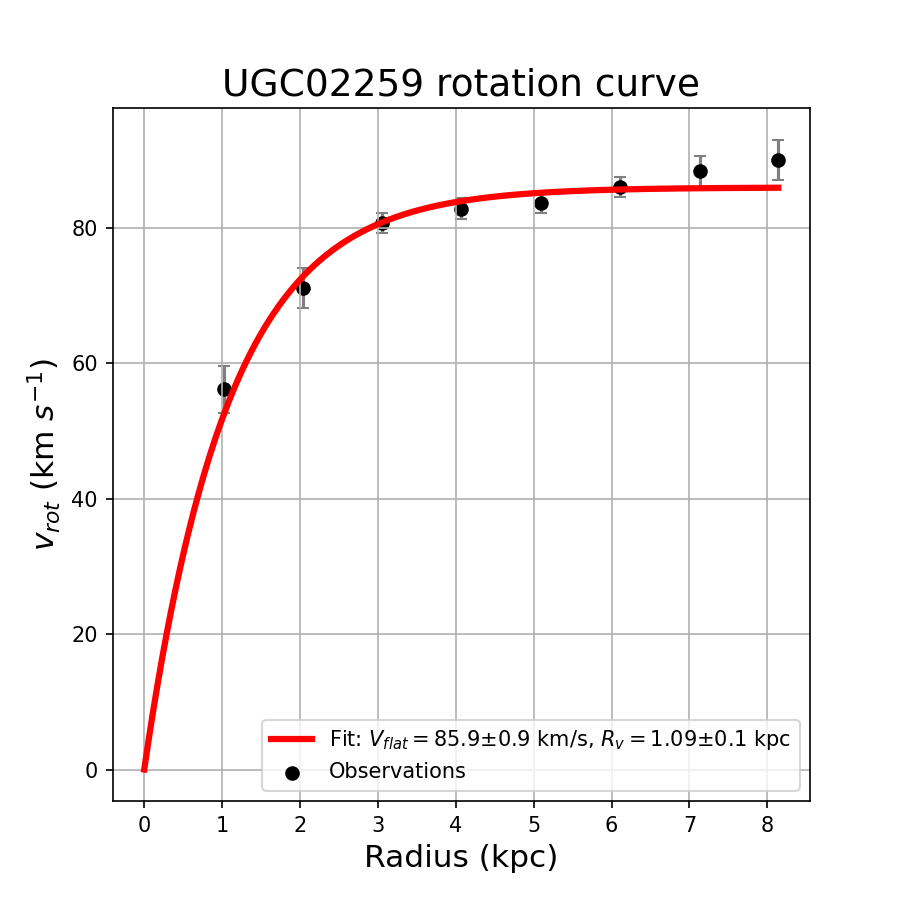 UGC02259 rotation curve
80
60
40
20
0
v_rot (km s⁻¹)
Fit: V_flat = 85.9±0.9 km/s, R_v = 1.09±0.1 kpc
Observations
0 1 2 3 4 5 6 7 8
Radius (kpc)